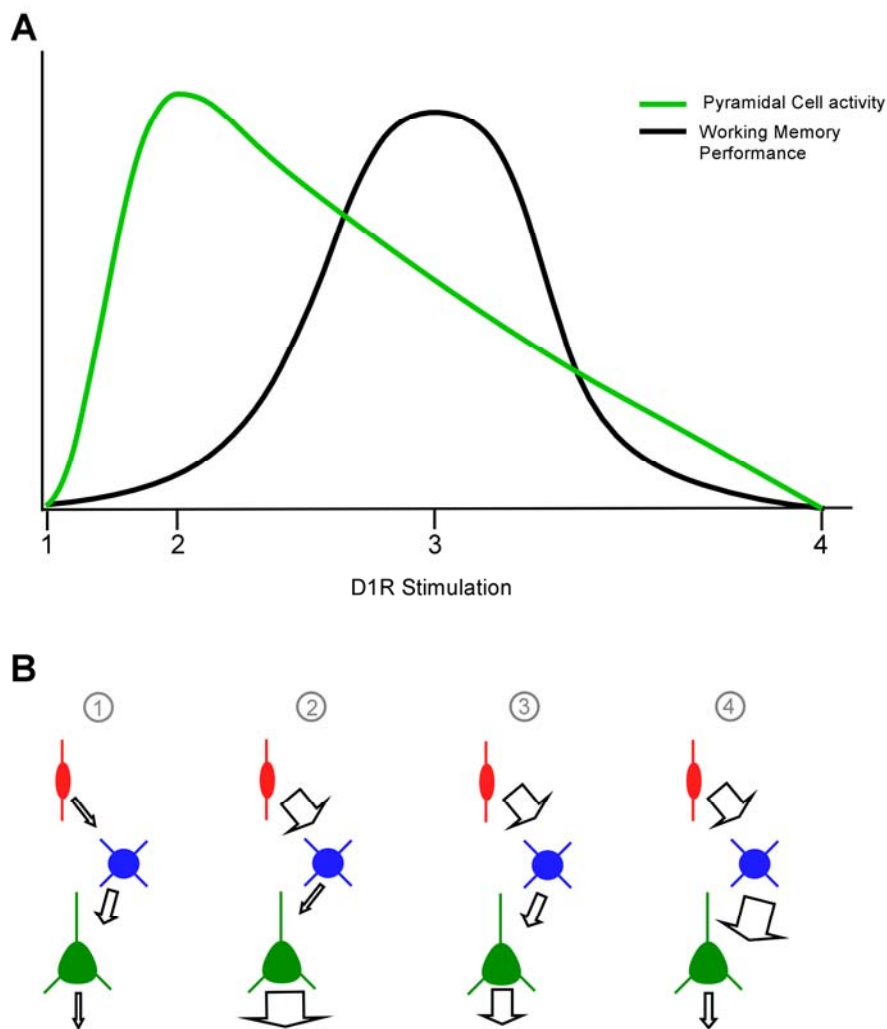 A
Pyramidal Cell activity
Working Memory
Performance
1 2 3 4
D1R Stimulation
B
1 2 3 4